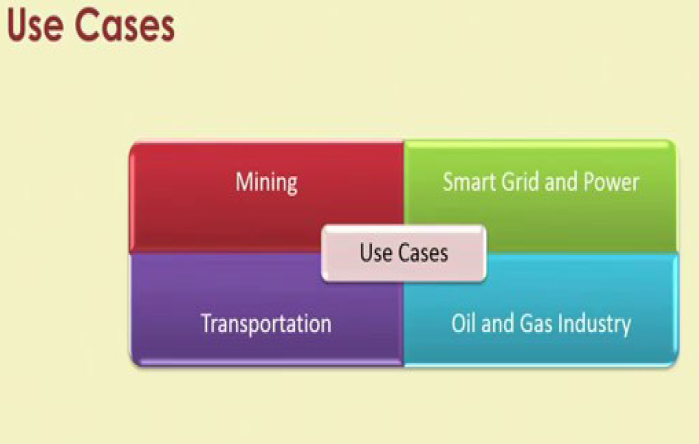 Use Cases
Mining
Smart Grid and Power
Use Cases
Transportation
Oil and Gas Industry